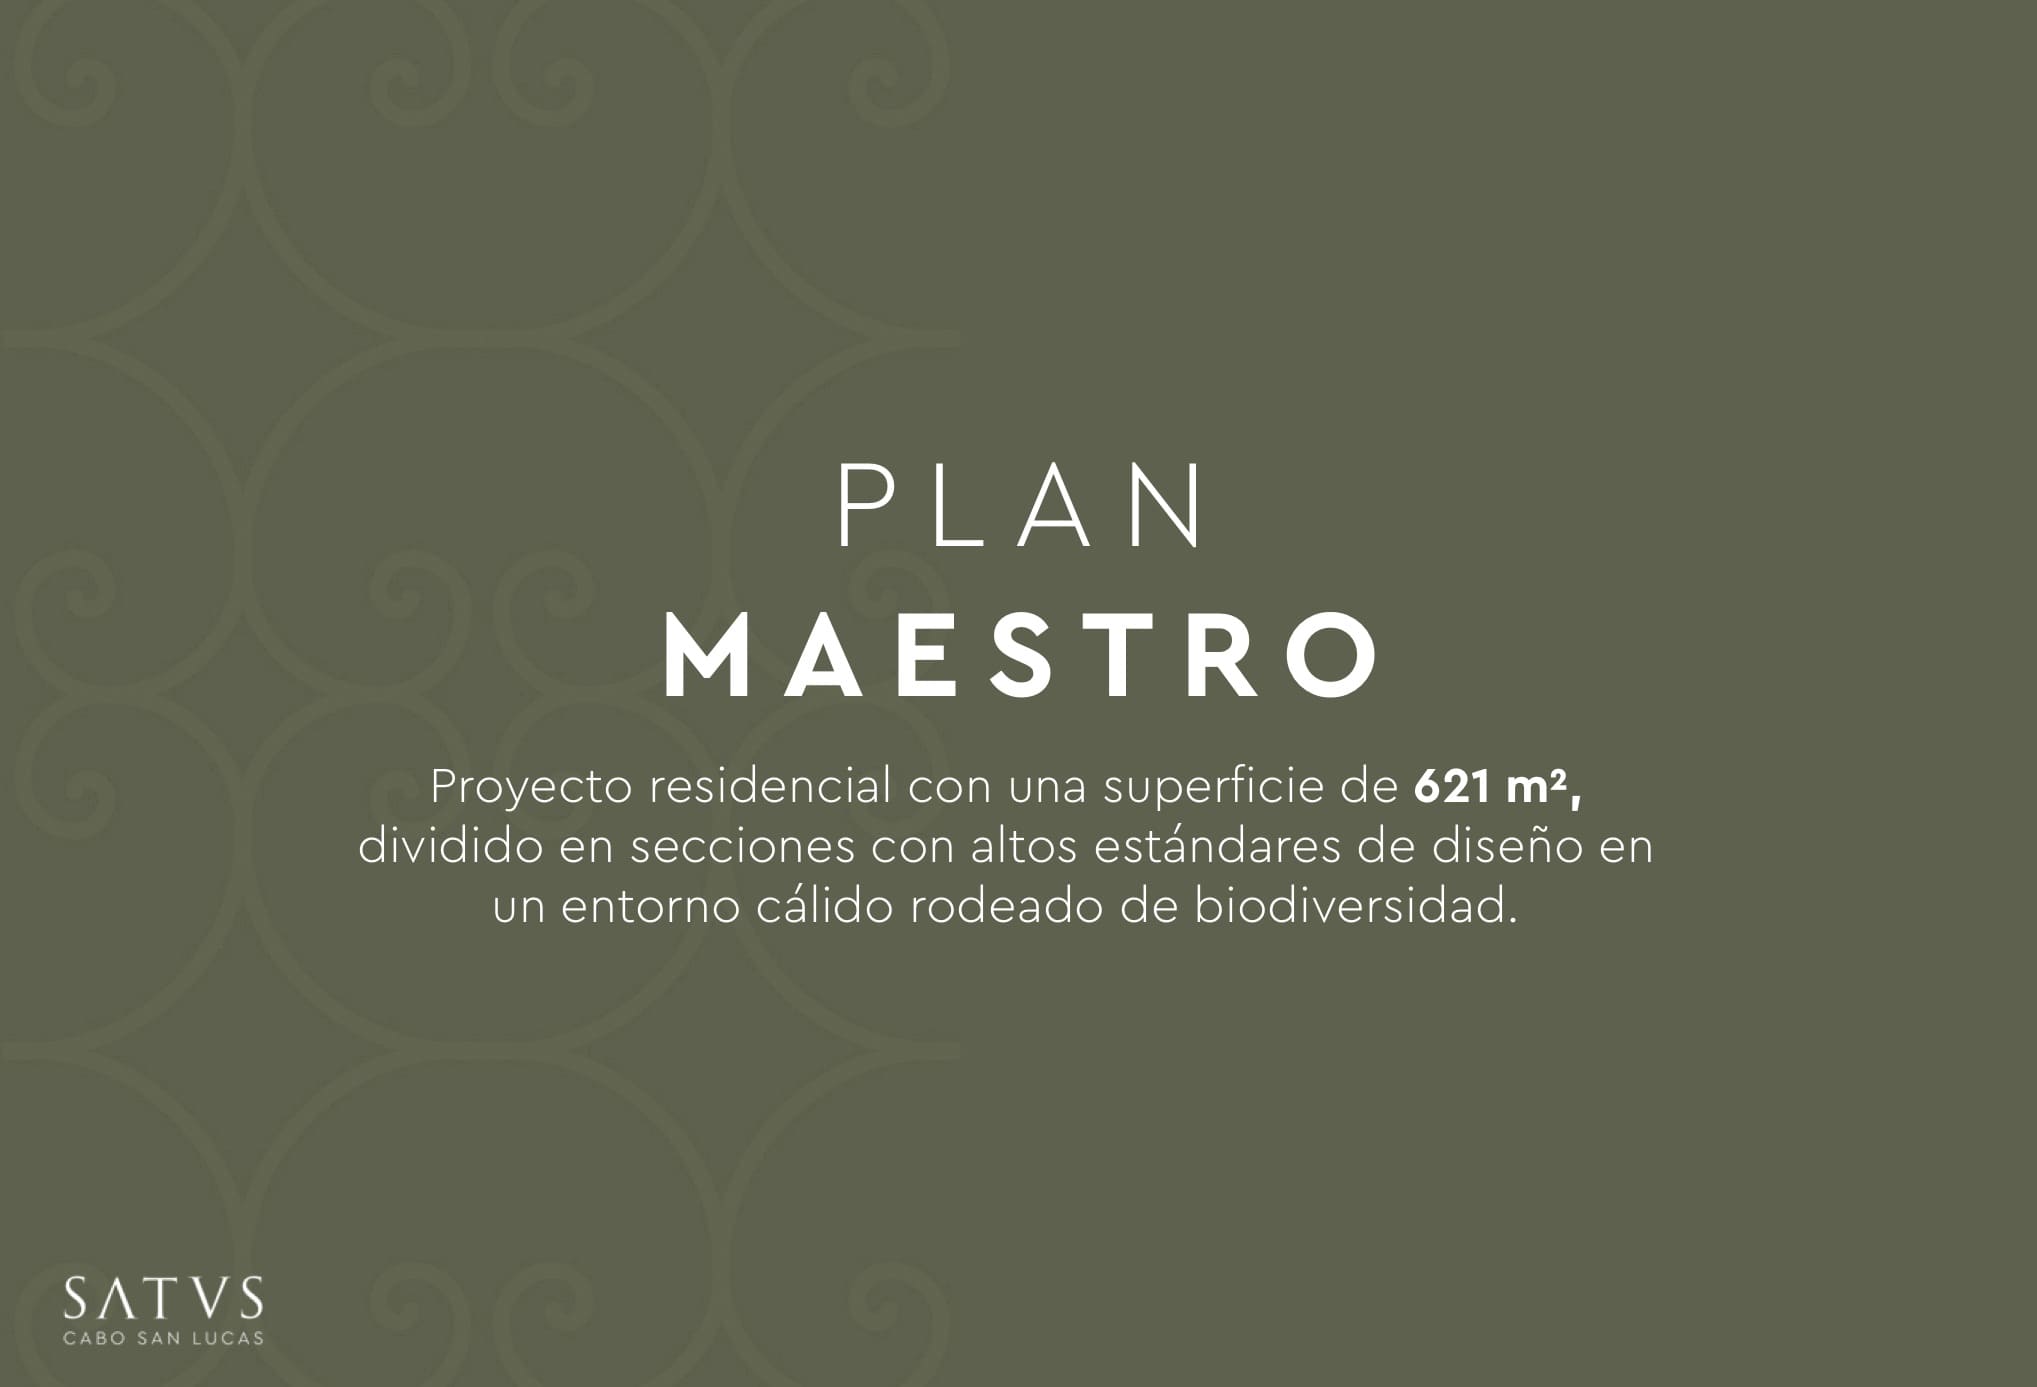 PLAN
MAESTRO
Proyecto residencial con una superficie de 621 m²,
dividido en secciones con altos estándares de diseño en
un entorno cálido rodeado de biodiversidad.
SATVS
CABO SAN LUCAS